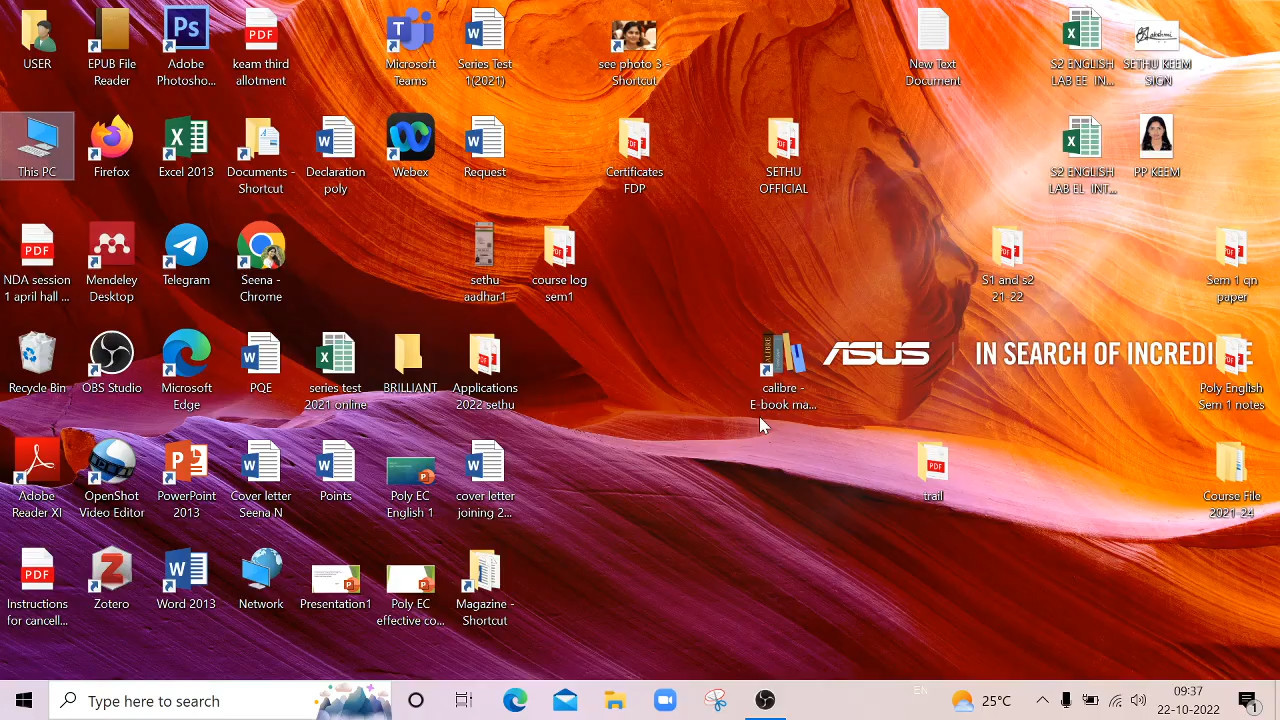 USER
EPUB File
Reader
Adobe
Photosho...
keam third
allotment
Microsoft
Teams
Series Test
1(2021)
see photo 3 -
Shortcut
New Text
Document
S2 ENGLISH
LAB EE IN...
SETHU KEEM
SIGN
This PC
Firefox
Excel 2013
Documents -
Shortcut
Declaration
poly
Webex
Request
Certificates
FDP
SETHU
OFFICIAL
S2 ENGLISH
LAB EL INT...
PP KEEM
NDA session
1 april hall ...
Mendeley
Desktop
Telegram
Seena -
Chrome
sethu
aadhar1
course log
sem1
S1 and s2
21-22
Sem 1 qn
paper
Recycle Bin
OBS Studio
Microsoft
Edge
PQE
series test
2021 online
BRILLIANT
Applications
2022 sethu
calibre -
E-book ma...
ASUS
IN SEARCH OF INCREDIBLE
Poly English
Sem 1 notes
Adobe
Reader XI
OpenShot
Video Editor
PowerPoint
2013
Cover letter
Seena N
Points
Poly EC
English 1
cover letter
joining 2...
trail
Course File
2021-24
Instructions
for cancell...
Zotero
Word 2013
Network
Presentation1
Poly EC
effective co...
Magazine -
Shortcut
Type here to search
EN
25°C
09:37
22-10-2022
1